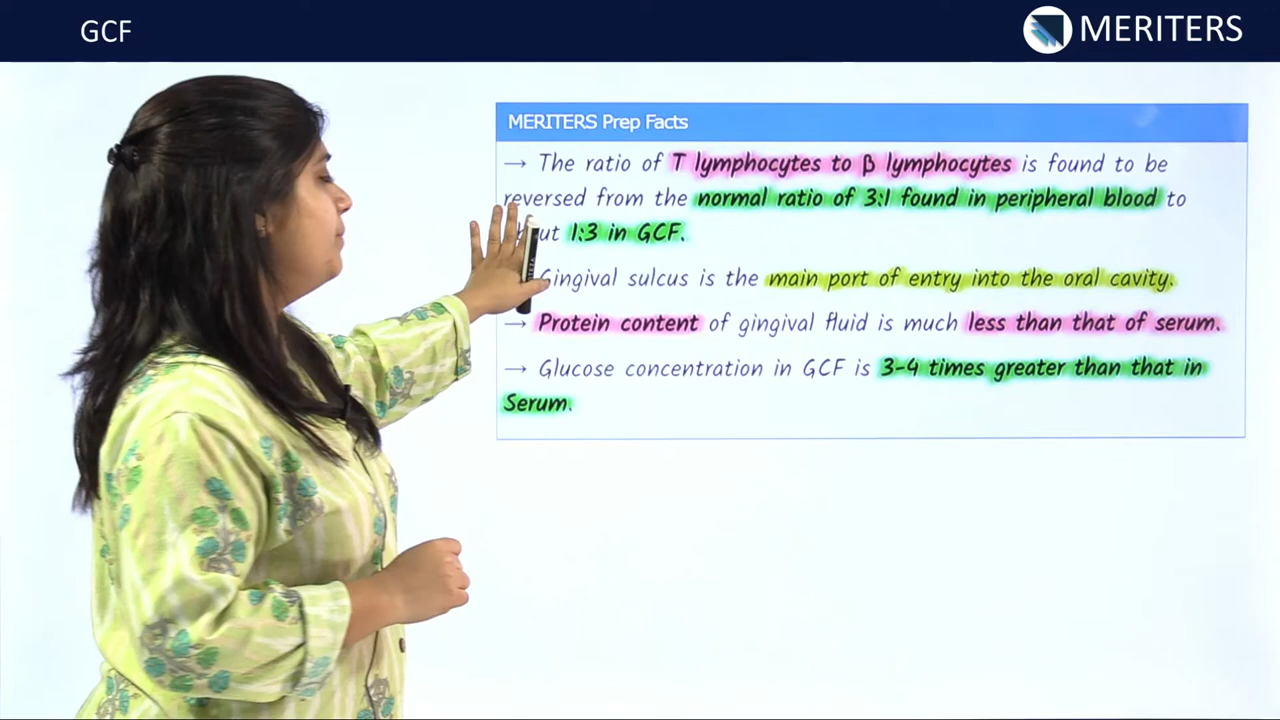 GCF
MERITERS
MERITERS Prep Facts
→ The ratio of T lymphocytes to β lymphocytes is found to be
reversed from the normal ratio of 3:1 found in peripheral blood to
1:3 in GCF.
Gingival sulcus is the main port of entry into the oral cavity.
→ Protein content of gingival fluid is much less than that of serum.
→ Glucose concentration in GCF is 3-4 times greater than that in
Serum.